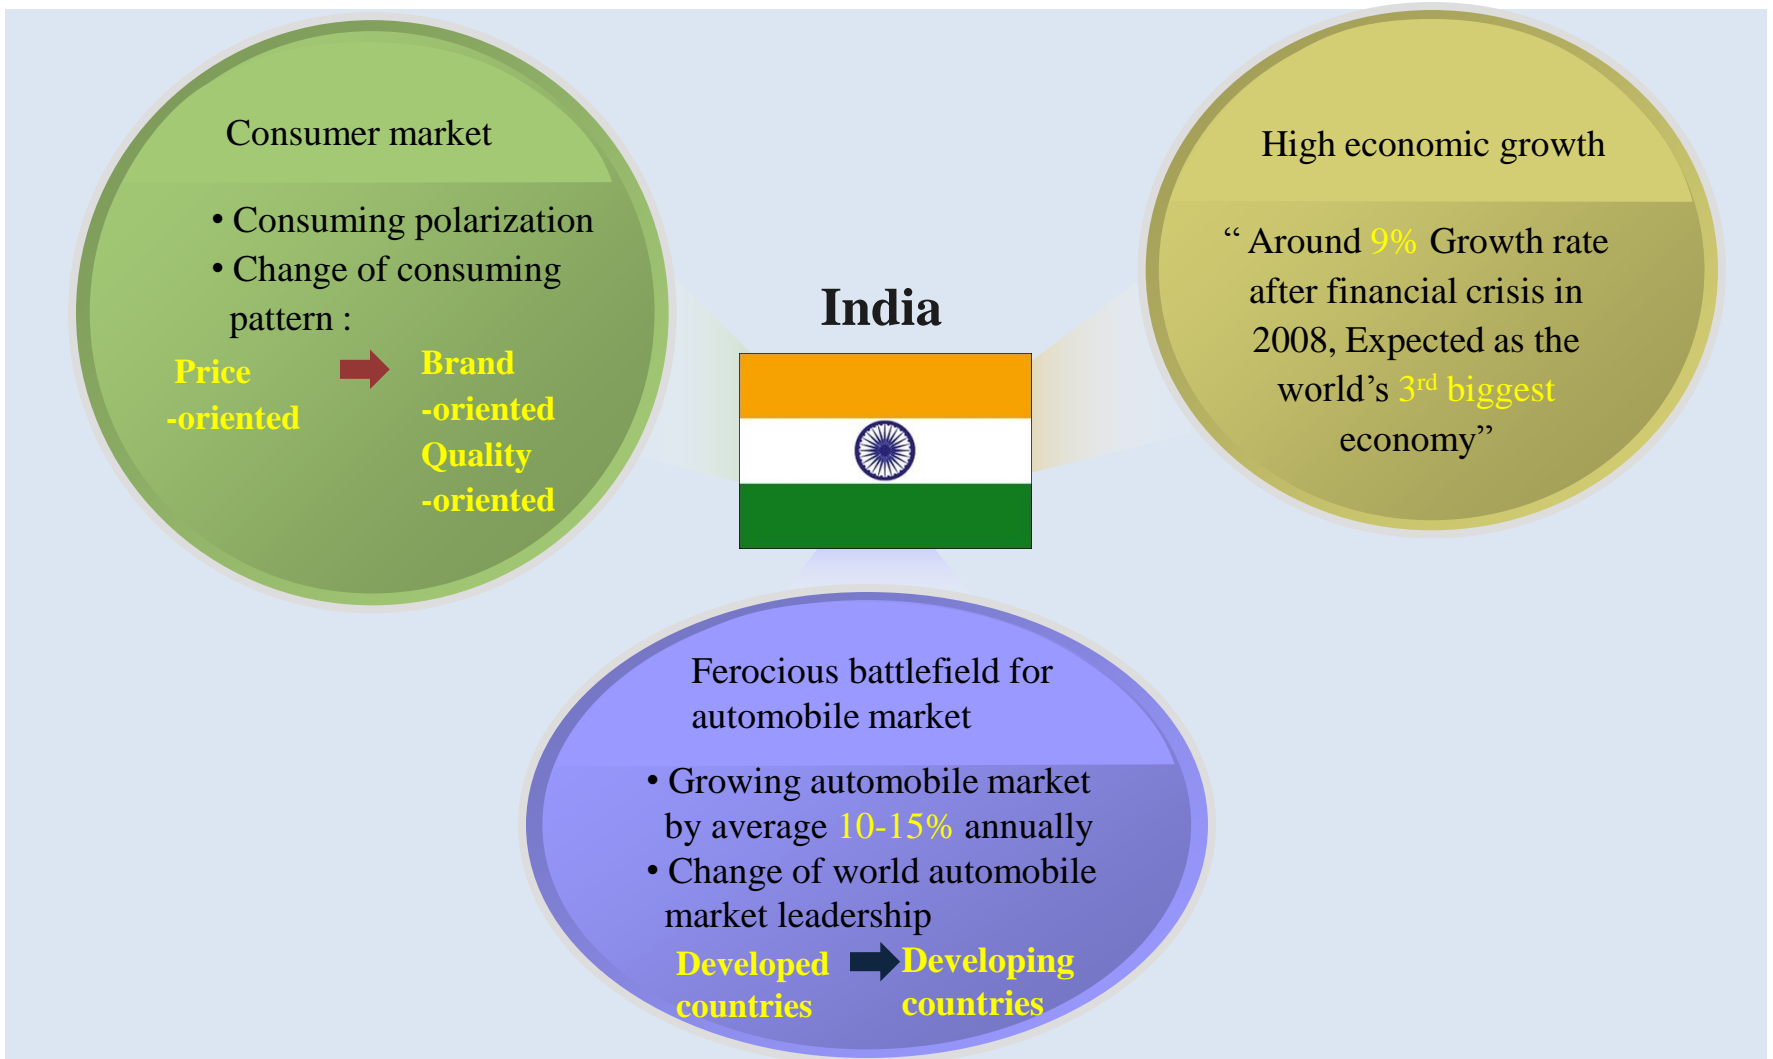 Consumer market
• Consuming polarization
• Change of consuming
pattern :
Price
-oriented
Brand
-oriented
Quality
-oriented
India
High economic growth
“ Around 9% Growth rate
after financial crisis in
2008, Expected as the
world’s 3rd biggest
economy”
Ferocious battlefield for
automobile market
• Growing automobile market
by average 10-15% annually
• Change of world automobile
market leadership
Developed
countries
Developing
countries